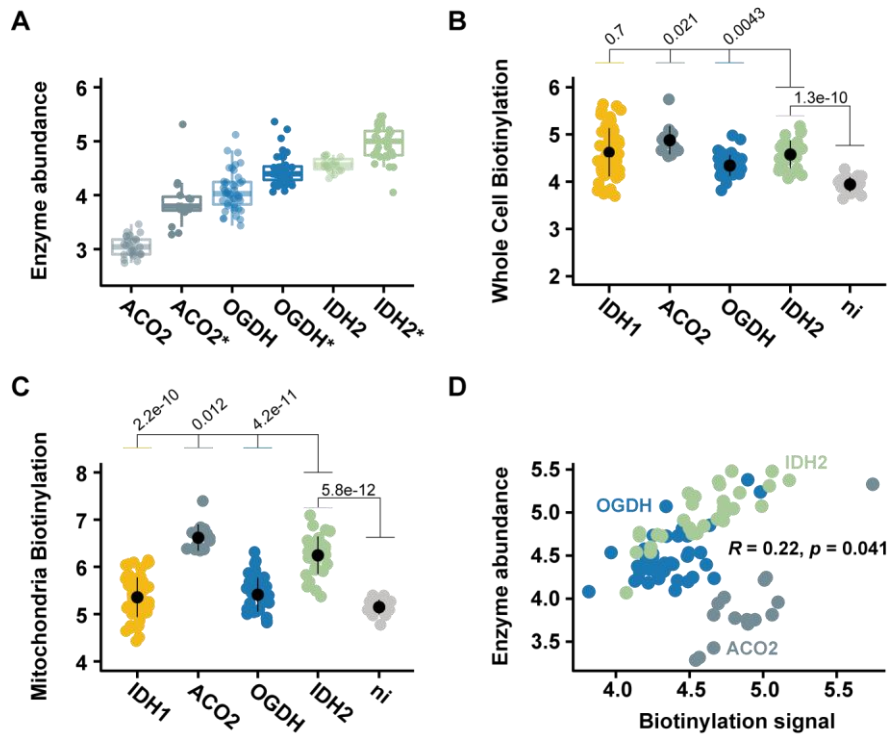 A
Enzyme abundance
6
5
4
3
ACO2
ACO2*
OGDH
OGDH*
IDH2
IDH2*
B
Whole Cell Biotinylation
0.7
0.021
0.0043
1.3e-10
6
5
4
3
2
IDH1
ACO2
OGDH
IDH2
ni
C
Mitochondria Biotinylation
2.2e-10
0.012
4.2e-11
5.8e-12
8
7
6
5
4
IDH1
ACO2
OGDH
IDH2
ni
D
Enzyme abundance
5.5
5.0
4.5
4.0
3.5
IDH2
OGDH
R = 0.22, p = 0.041
ACO2
4.0 4.5 5.0 5.5
Biotinylation signal